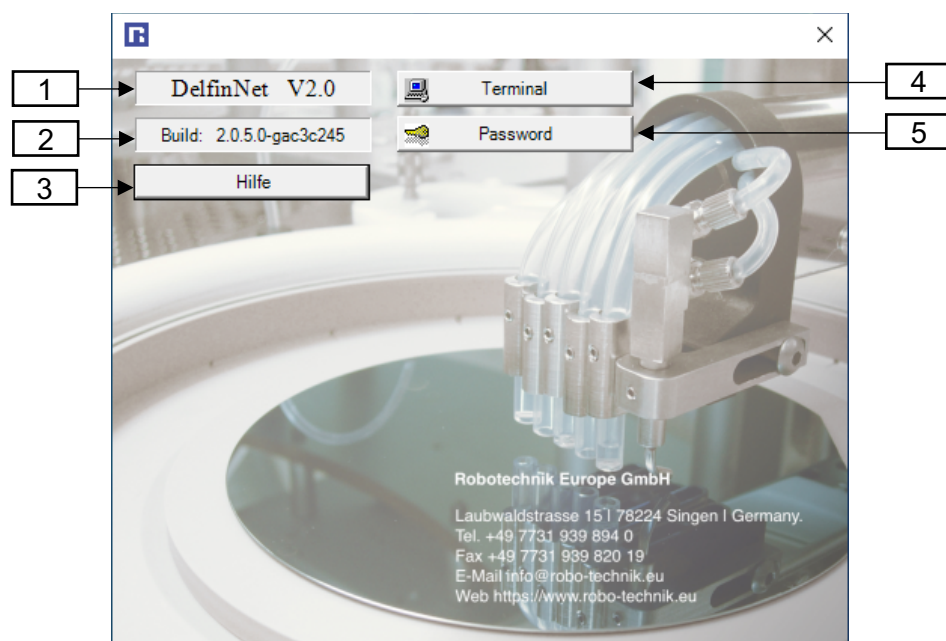 1
DelfinNet V2.0
Terminal
4
2
Build: 2.0.5.0-gac3c245
Password
5
3
Hilfe
Robotechnik Europe GmbH
Laubwaldstrasse 15 I 78224 Singen I Germany.
Tel. +49 7731 939 894 0
Fax +49 7731 939 820 19
E-Mail info@robo-technik.eu
Web https://www.robo-technik.eu